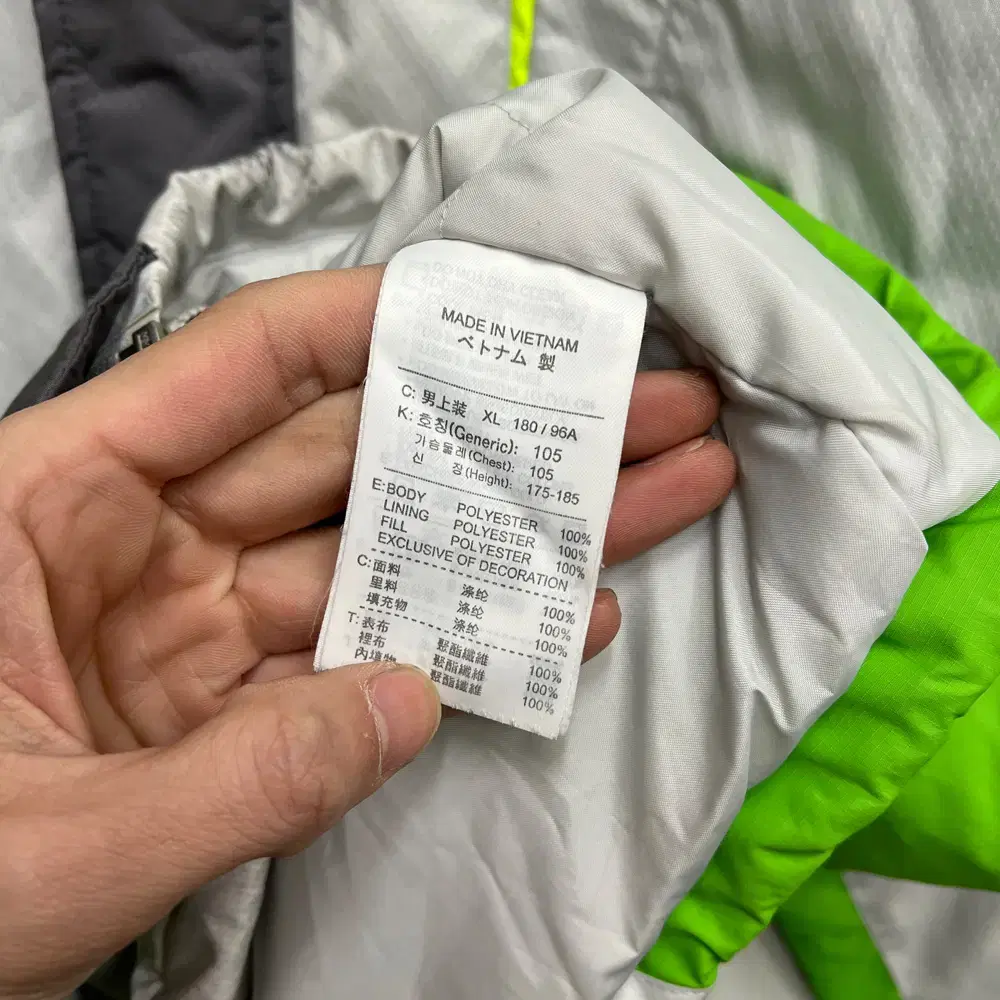 MADE IN VIETNAM
ベトナム 製
C: 男上装 XL 180/96A
K: 호칭(Generic): 105
가슴둘레(Chest): 105
신 장(Height): 175-185
E:BODY POLYESTER 100%
LINING POLYESTER 100%
FILL POLYESTER 100%
EXCLUSIVE OF DECORATION
C:面料 涤纶 100%
里料 涤纶 100%
填充物 涤纶 100%
T:表布 聚酯纖維 100%
裡布 聚酯纖維 100%
內填物 聚酯纖維 100%